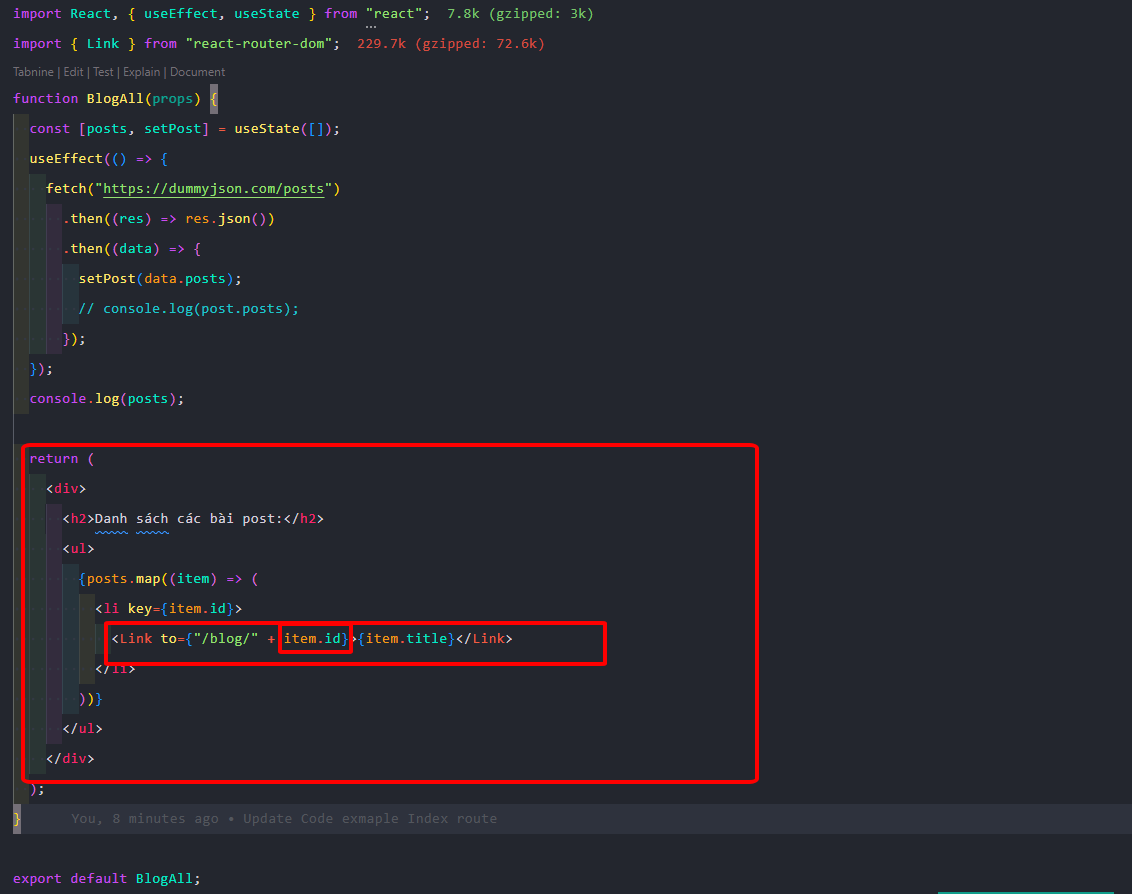 import React, { useEffect, useState } from "react";  7.8k (gzipped: 3k)
import { Link } from "react-router-dom";  229.7k (gzipped: 72.6k)
Tabnine | Edit | Test | Explain | Document
function BlogAll(props) {
  const [posts, setPost] = useState([]);
  useEffect(() => {
    fetch("https://dummyjson.com/posts")
      .then((res) => res.json())
      .then((data) => {
        setPost(data.posts);
        // console.log(post.posts);
      });
  });
  console.log(posts);
  return (
    <div>
      <h2>Danh sách các bài post:</h2>
      <ul>
        {posts.map((item) => (
          <li key={item.id}>
            <Link to={"/blog/" + item.id}>{item.title}</Link>
          </li>
        ))}
      </ul>
    </div>
  );
}      You, 8 minutes ago • Update Code exmaple Index route
export default BlogAll;